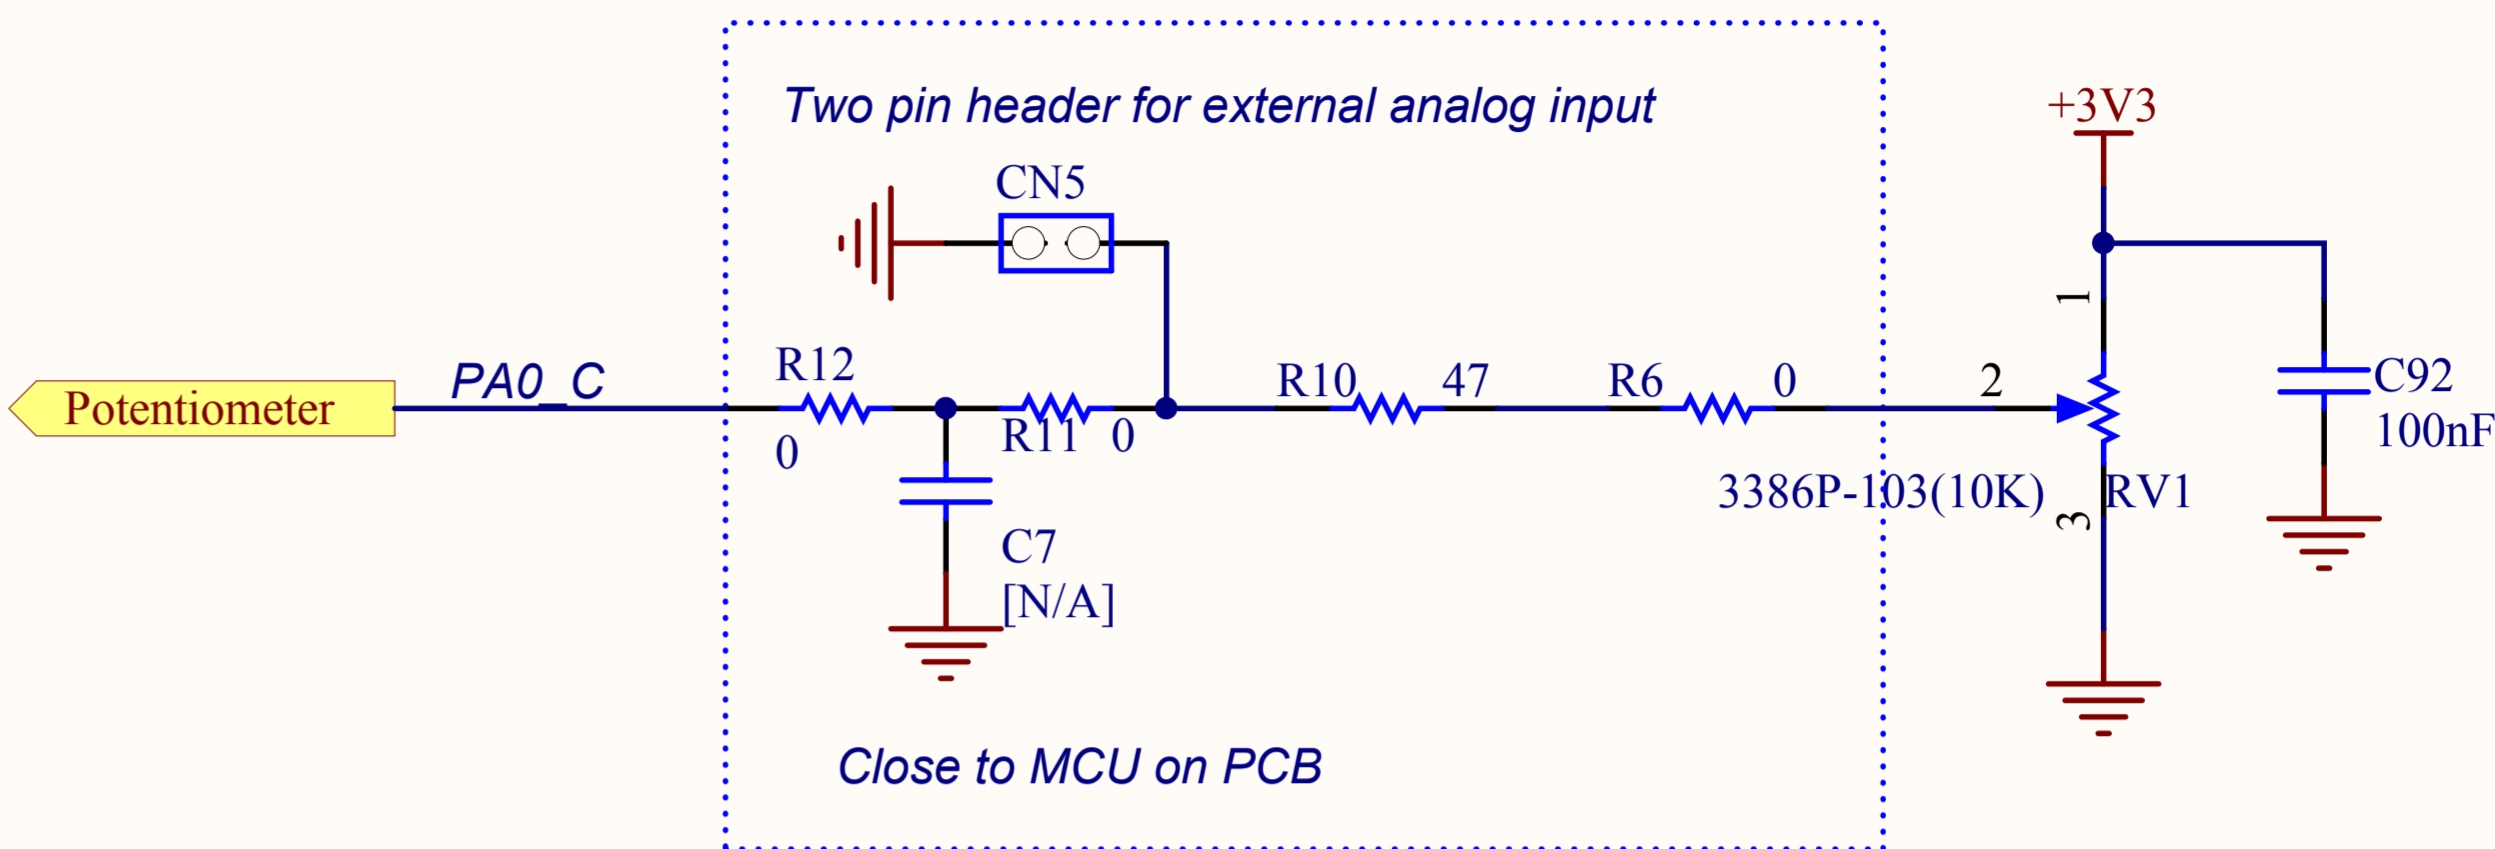 Two pin header for external analog input
+3V3
CN5
1
R12
PA0_C
R10
47
R6
0
2
C92
Potentiometer
100nF
0
R11
0
3386P-103(10K)
RV1
3
C7
[N/A]
Close to MCU on PCB